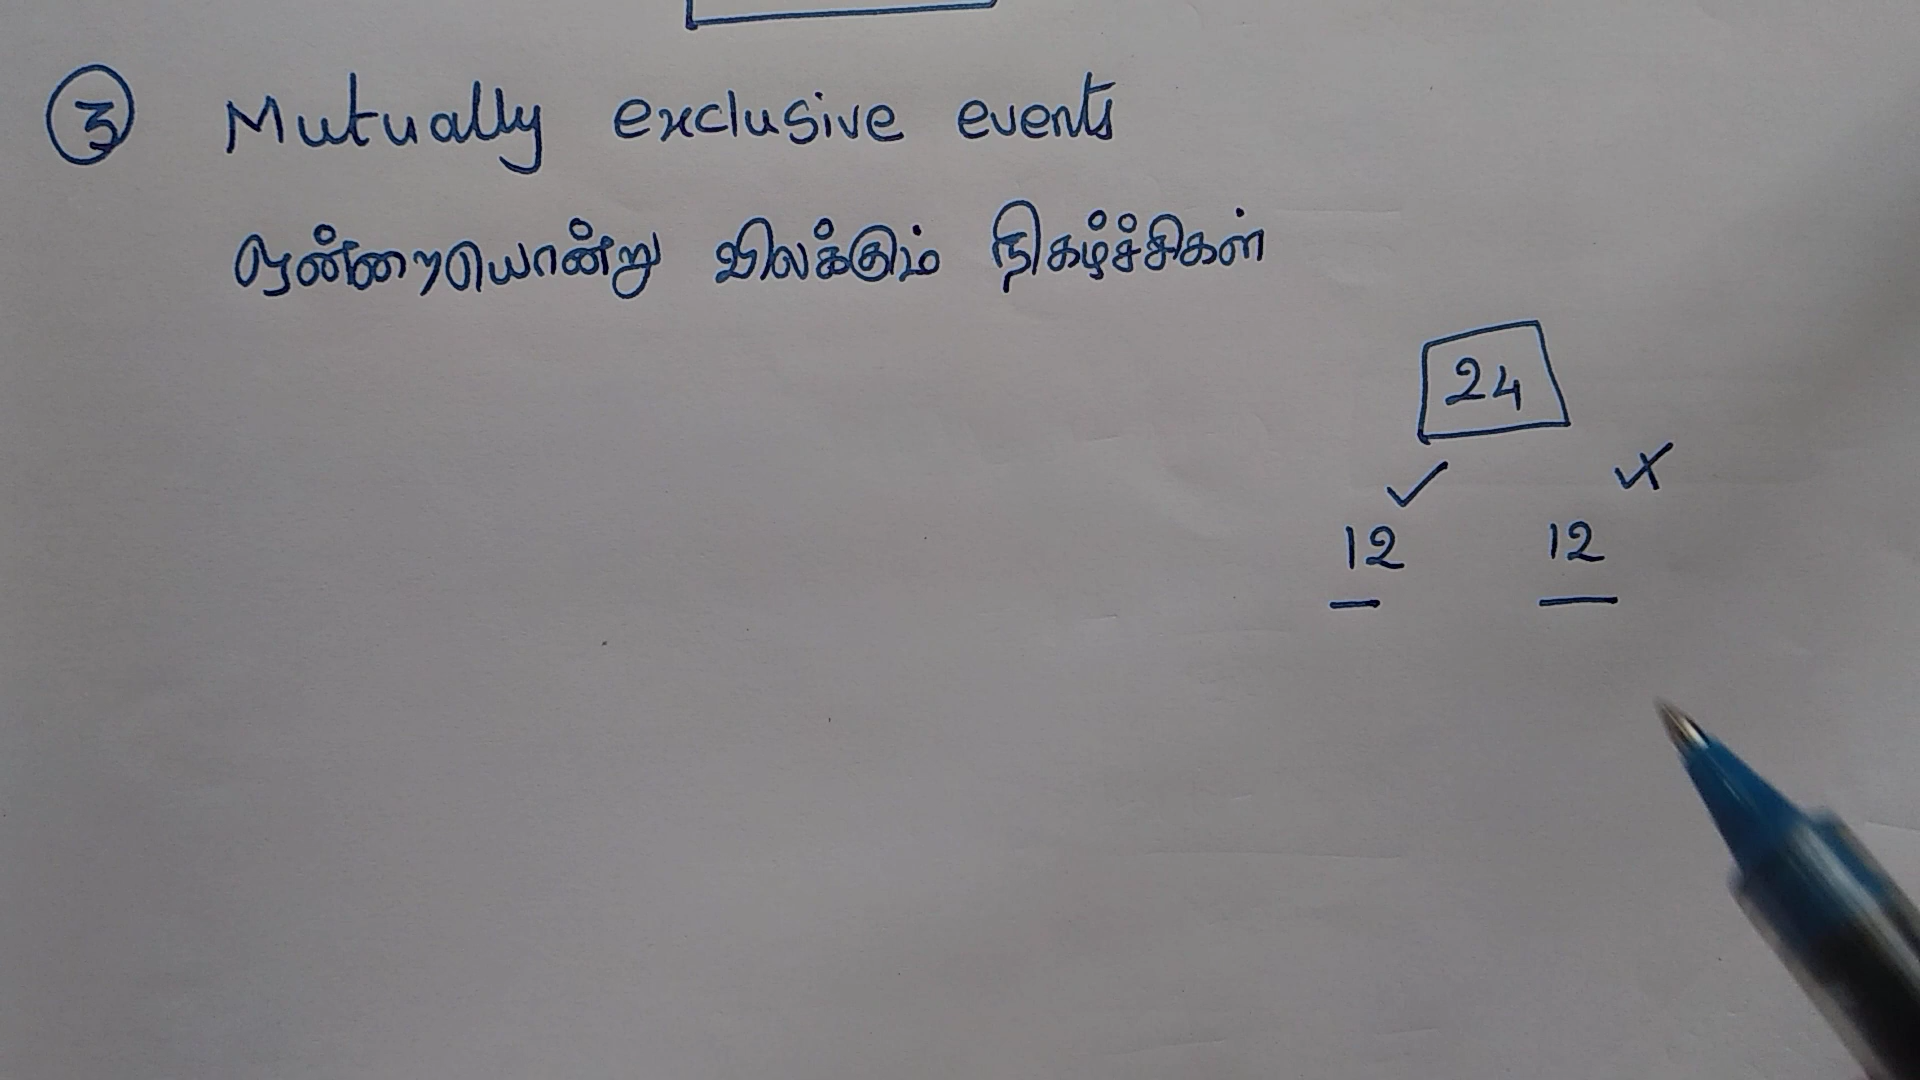 3 Mutually exclusive events
ஒன்றையொன்று விலக்கும் நிகழ்ச்சிகள்
24
12 12